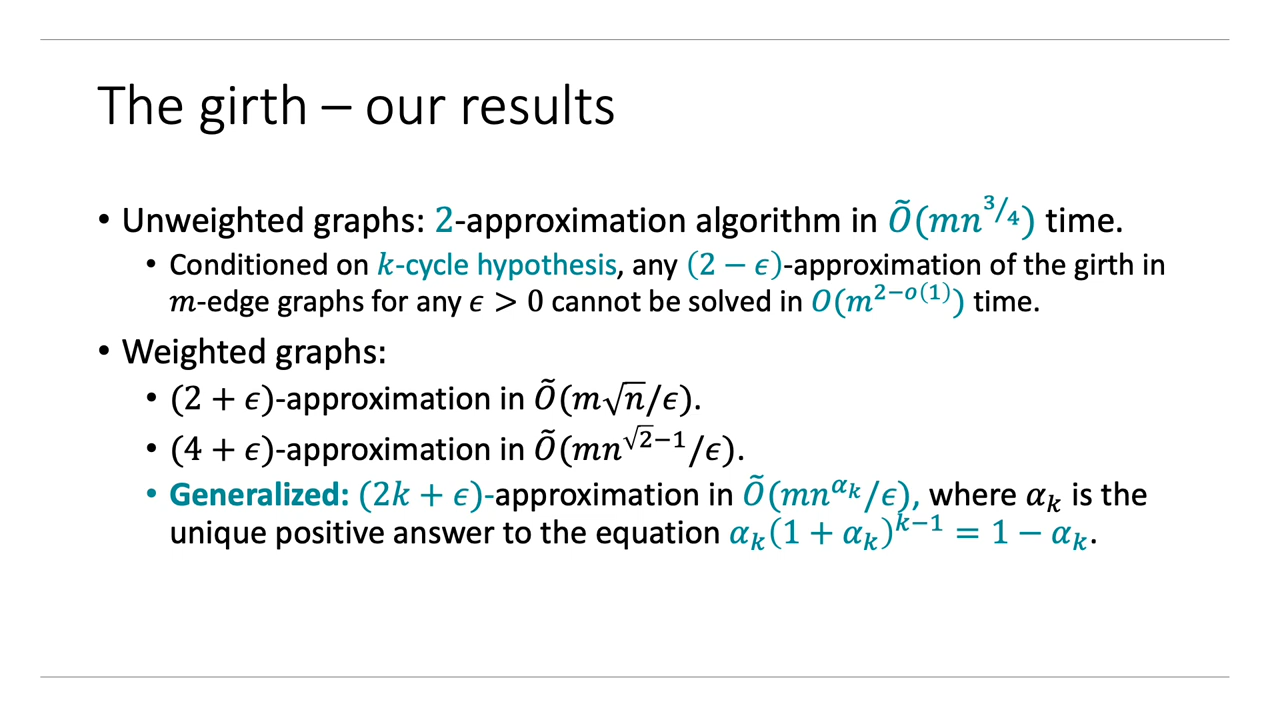 The girth – our results
• Unweighted graphs: 2-approximation algorithm in Õ(mn^{3/4}) time.
• Conditioned on k-cycle hypothesis, any (2 − ϵ)-approximation of the girth in
m-edge graphs for any ϵ > 0 cannot be solved in O(m^{2−o(1)}) time.
• Weighted graphs:
• (2 + ϵ)-approximation in Õ(m√n/ϵ).
• (4 + ϵ)-approximation in Õ(mn^{√2−1}/ϵ).
• Generalized: (2k + ϵ)-approximation in Õ(mn^{α_k}/ϵ), where α_k is the
unique positive answer to the equation α_k(1 + α_k)^{k−1} = 1 − α_k.